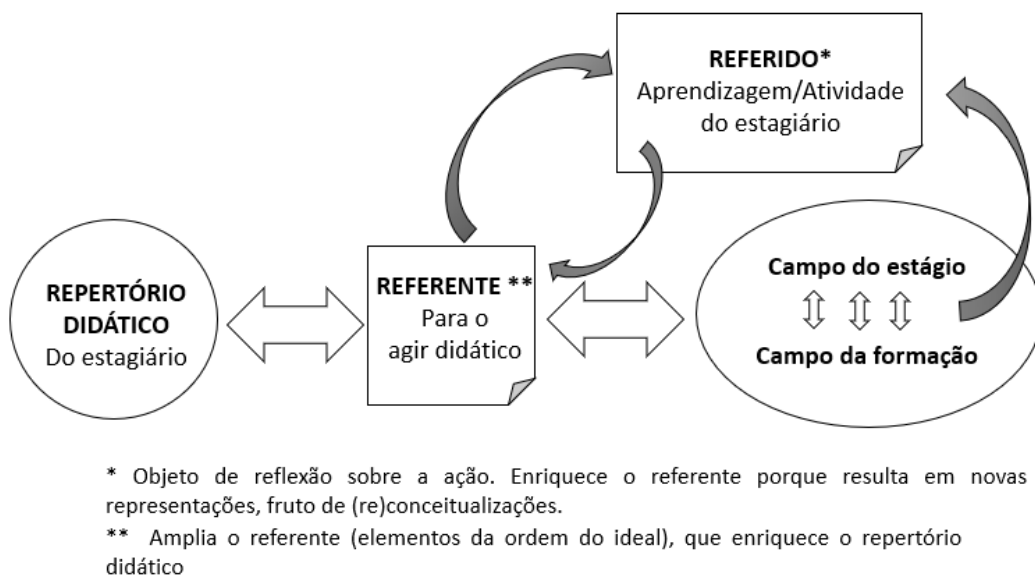 REFERIDO*
Aprendizagem/Atividade
do estagiário
REPERTÓRIO
DIDÁTICO
Do estagiário
REFERENTE **
Para o
agir didático
Campo do estágio
Campo da formação
* Objeto de reflexão sobre a ação. Enriquece o referente porque resulta em novas
representações, fruto de (re)conceitualizações.
** Amplia o referente (elementos da ordem do ideal), que enriquece o repertório
didático